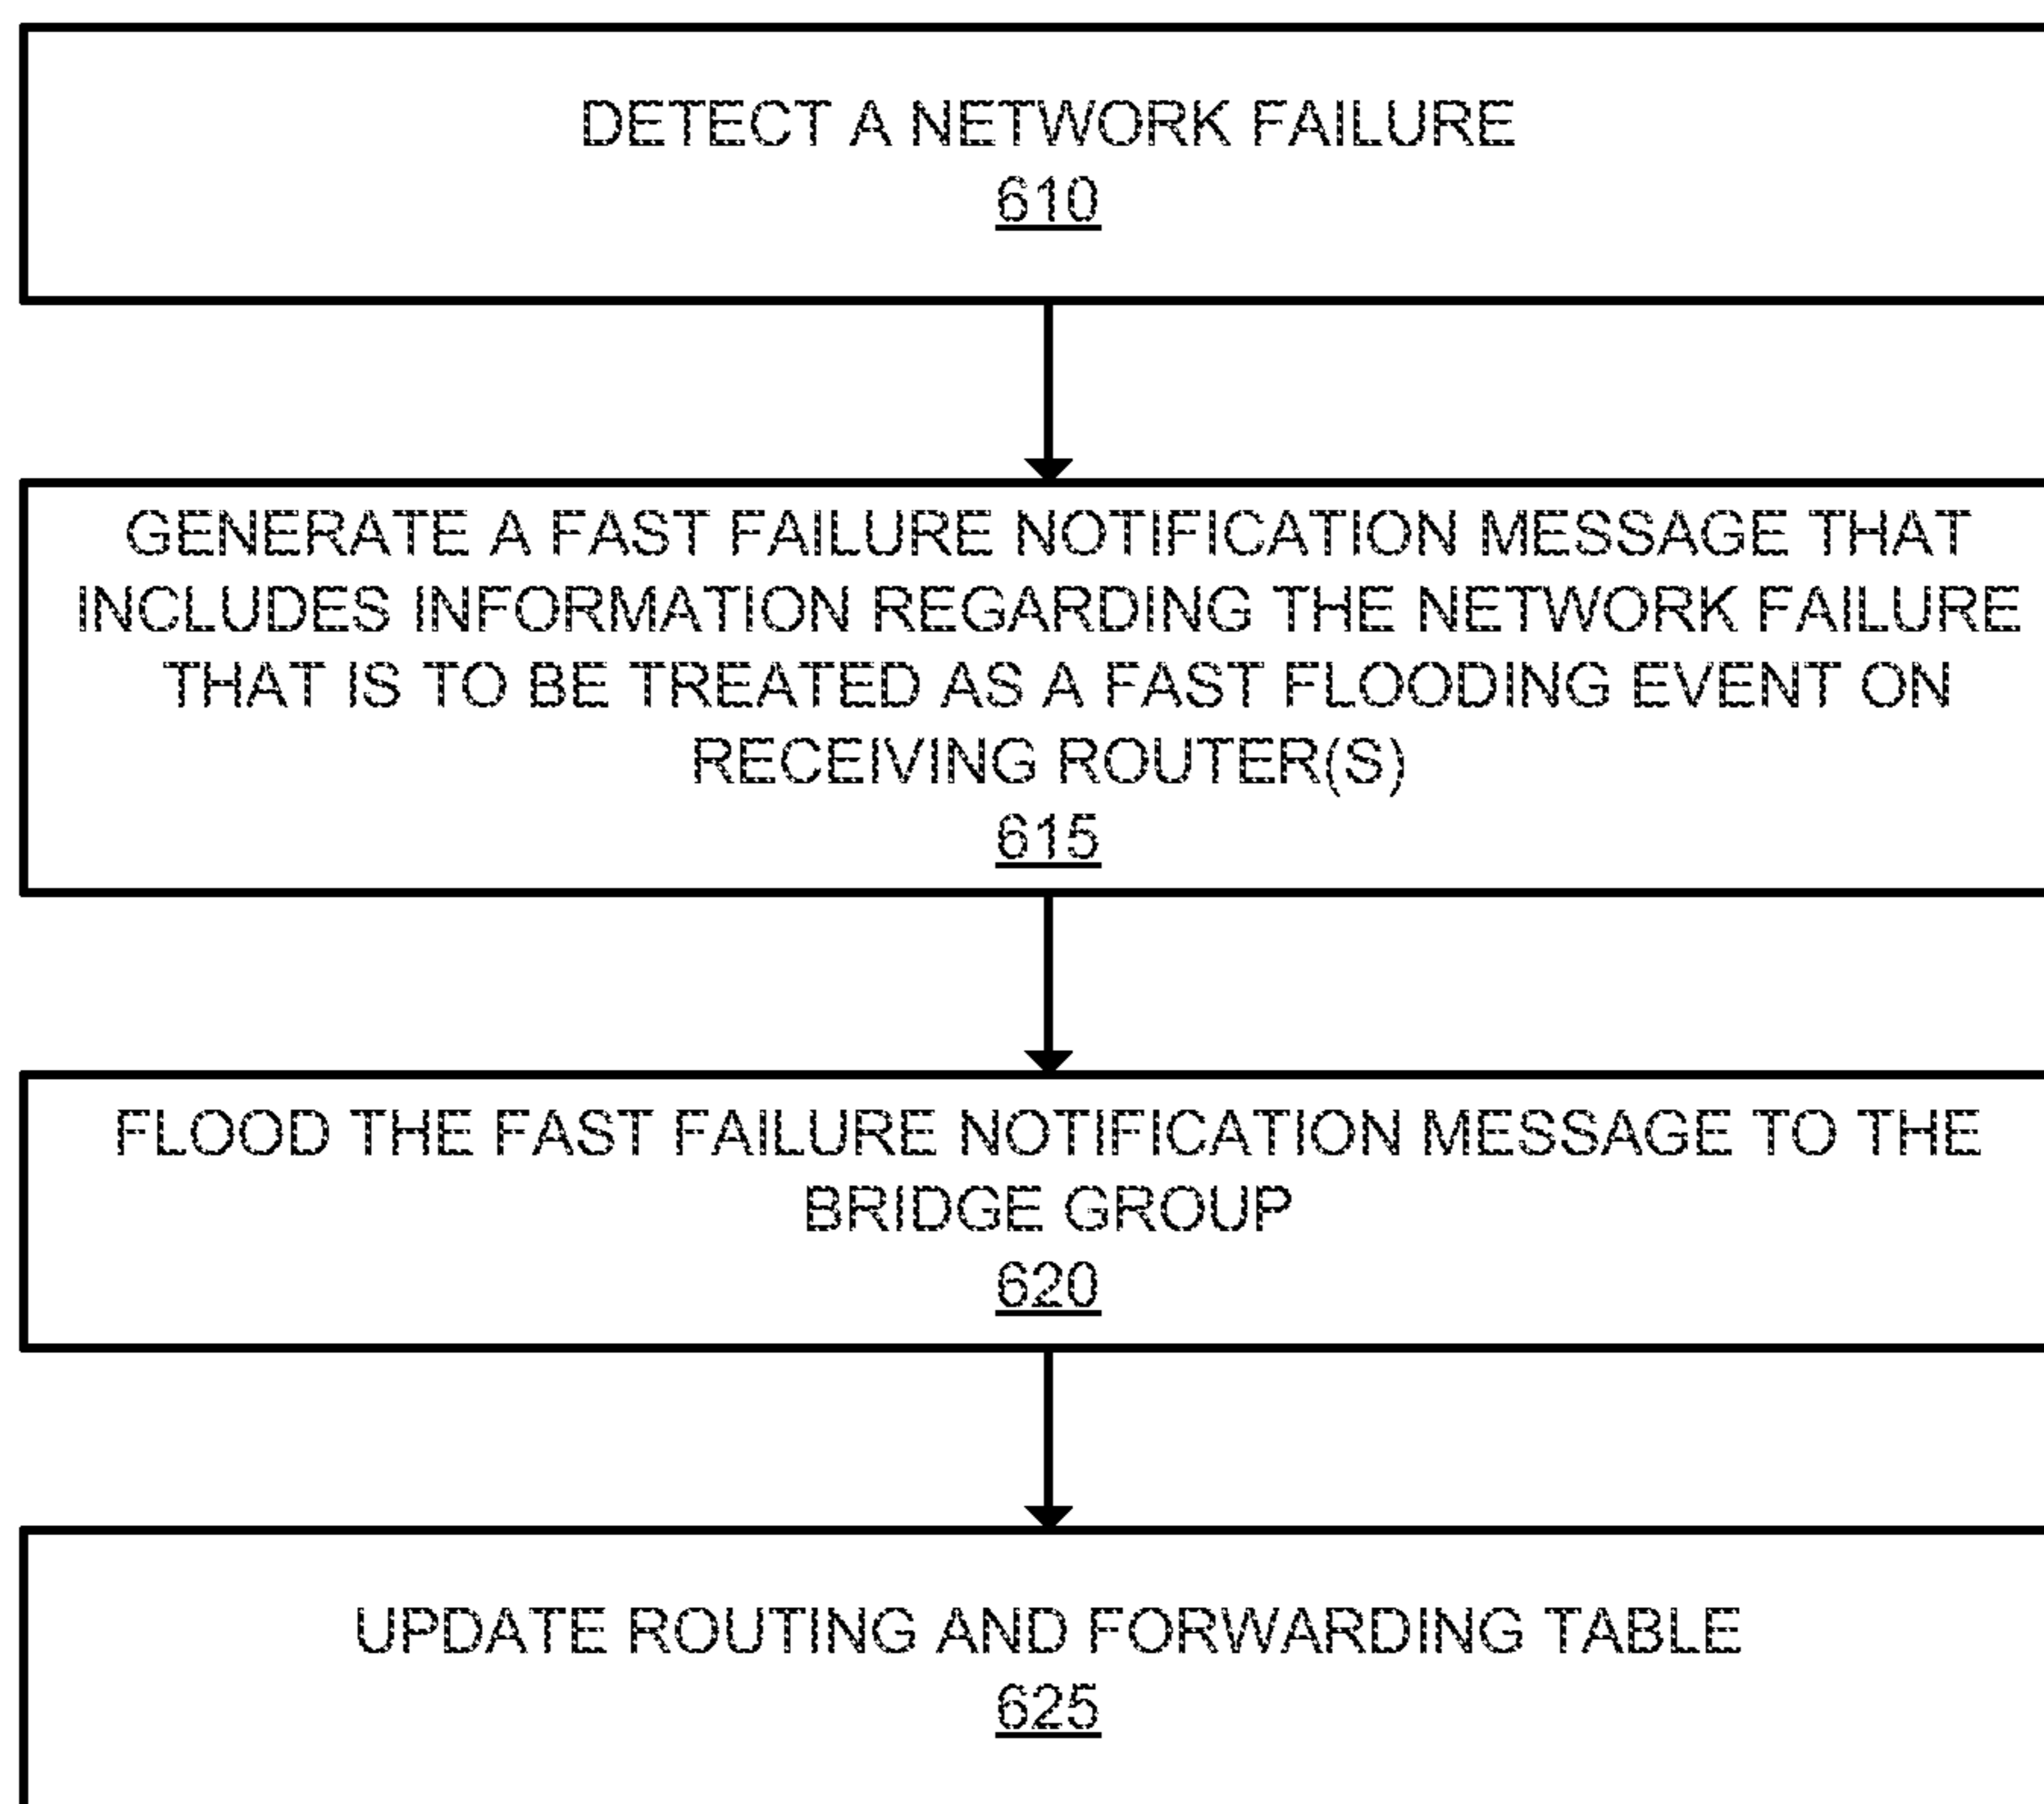 DETECT A NETWORK FAILURE
610
GENERATE A FAST FAILURE NOTIFICATION MESSAGE THAT
INCLUDES INFORMATION REGARDING THE NETWORK FAILURE
THAT IS TO BE TREATED AS A FAST FLOODING EVENT ON
RECEIVING ROUTER(S)
615
FLOOD THE FAST FAILURE NOTIFICATION MESSAGE TO THE
BRIDGE GROUP
620
UPDATE ROUTING AND FORWARDING TABLE
625